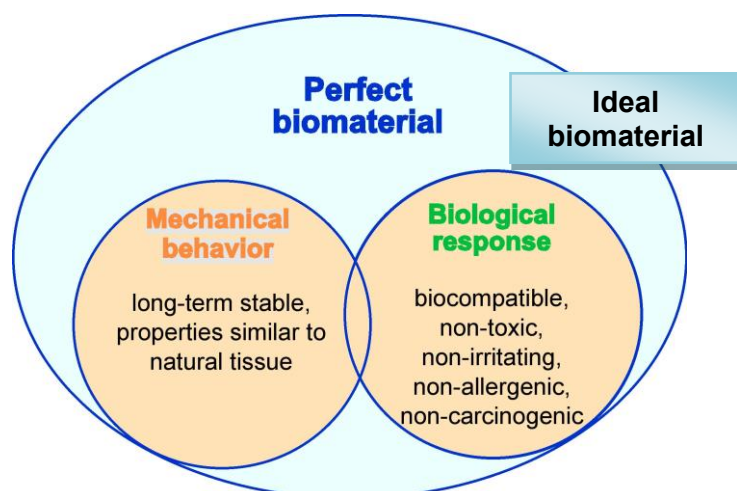 Perfect
biomaterial
Ideal
biomaterial
Mechanical
behavior
long-term stable,
properties similar to
natural tissue
Biological
response
biocompatible,
non-toxic,
non-irritating,
non-allergenic,
non-carcinogenic